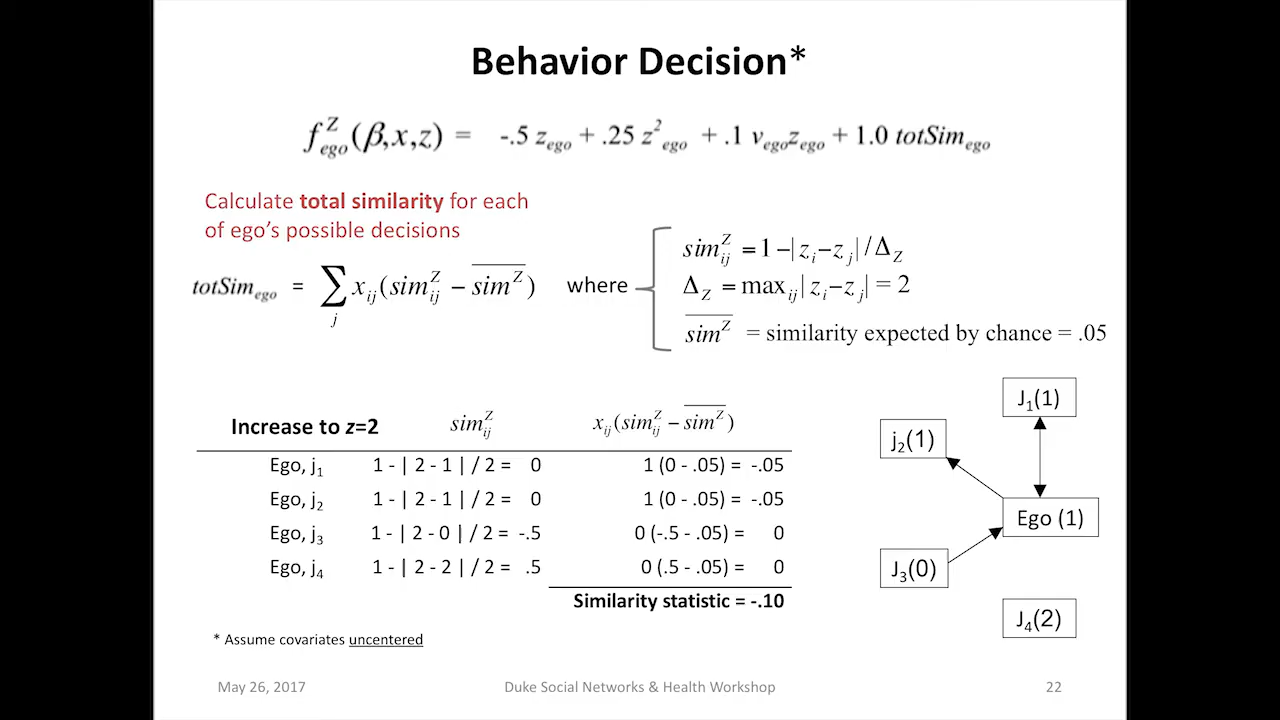 Behavior Decision*
f^Z_ego (β,x,z) = -.5 z_ego + .25 z²_ego + .1 v_ego z_ego + 1.0 totSim_ego
Calculate total similarity for each
of ego's possible decisions
totSim_ego = ∑_j x_ij(sim^Z_ij − \overline{sim^Z}) where
sim^Z_ij = 1−|z_i−z_j|/Δ_Z
Δ_Z = max_ij|z_i−z_j| = 2
\overline{sim^Z} = similarity expected by chance = .05
Increase to z=2 sim^Z_ij x_ij(sim^Z_ij − \overline{sim^Z})
Ego, j₁ 1 - | 2 - 1 | / 2 = 0 1 (0 - .05) = -.05
Ego, j₂ 1 - | 2 - 1 | / 2 = 0 1 (0 - .05) = -.05
Ego, j₃ 1 - | 2 - 0 | / 2 = -.5 0 (-.5 - .05) = 0
Ego, j₄ 1 - | 2 - 2 | / 2 = .5 0 (.5 - .05) = 0
Similarity statistic = -.10
J₁(1)
j₂(1)
Ego (1)
J₃(0)
J₄(2)
* Assume covariates uncentered
May 26, 2017 Duke Social Networks & Health Workshop 22